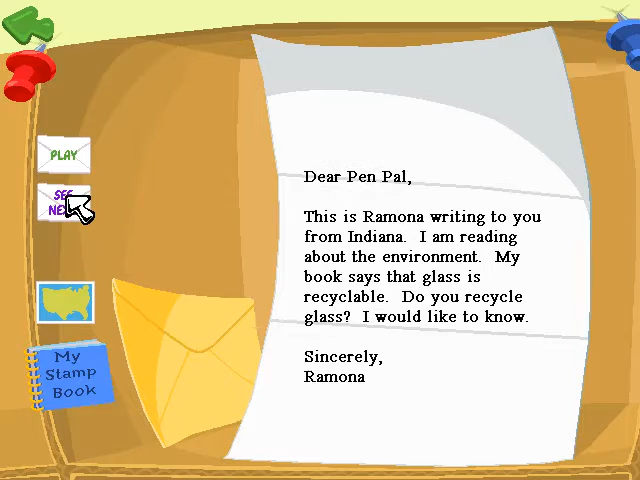 PLAY
SEE
Dear Pen Pal,
This is Ramona writing to you
from Indiana.  I am reading
about the environment.  My
book says that glass is
recyclable.  Do you recycle
glass?  I would like to know.
Sincerely,
Ramona
My
Stamp
Book